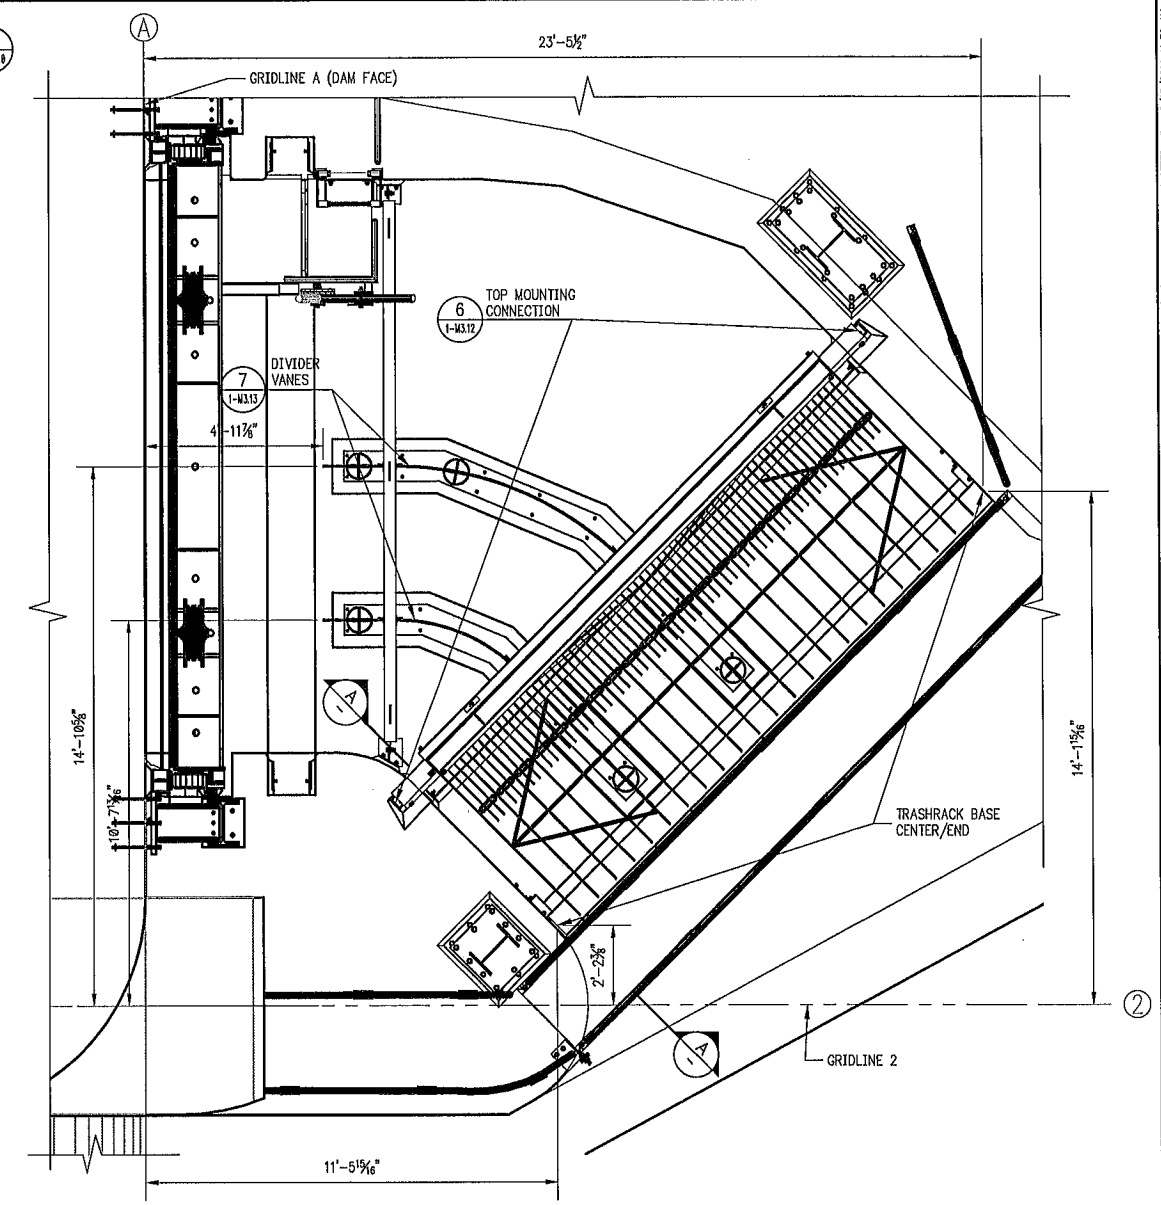 A
8
23'-5½"
GRIDLINE A (DAM FACE)
6
1-M3.12
TOP MOUNTING
CONNECTION
7
1-M3.13
DIVIDER
VANES
4'-11⅞"
A
-
14'-10⅝"
10'-7¹³⁄₁₆"
14'-1¹⁵⁄₁₆"
TRASHRACK BASE
CENTER/END
2'-2⅜"
2
A
-
GRIDLINE 2
11'-5¹⁵⁄₁₆"